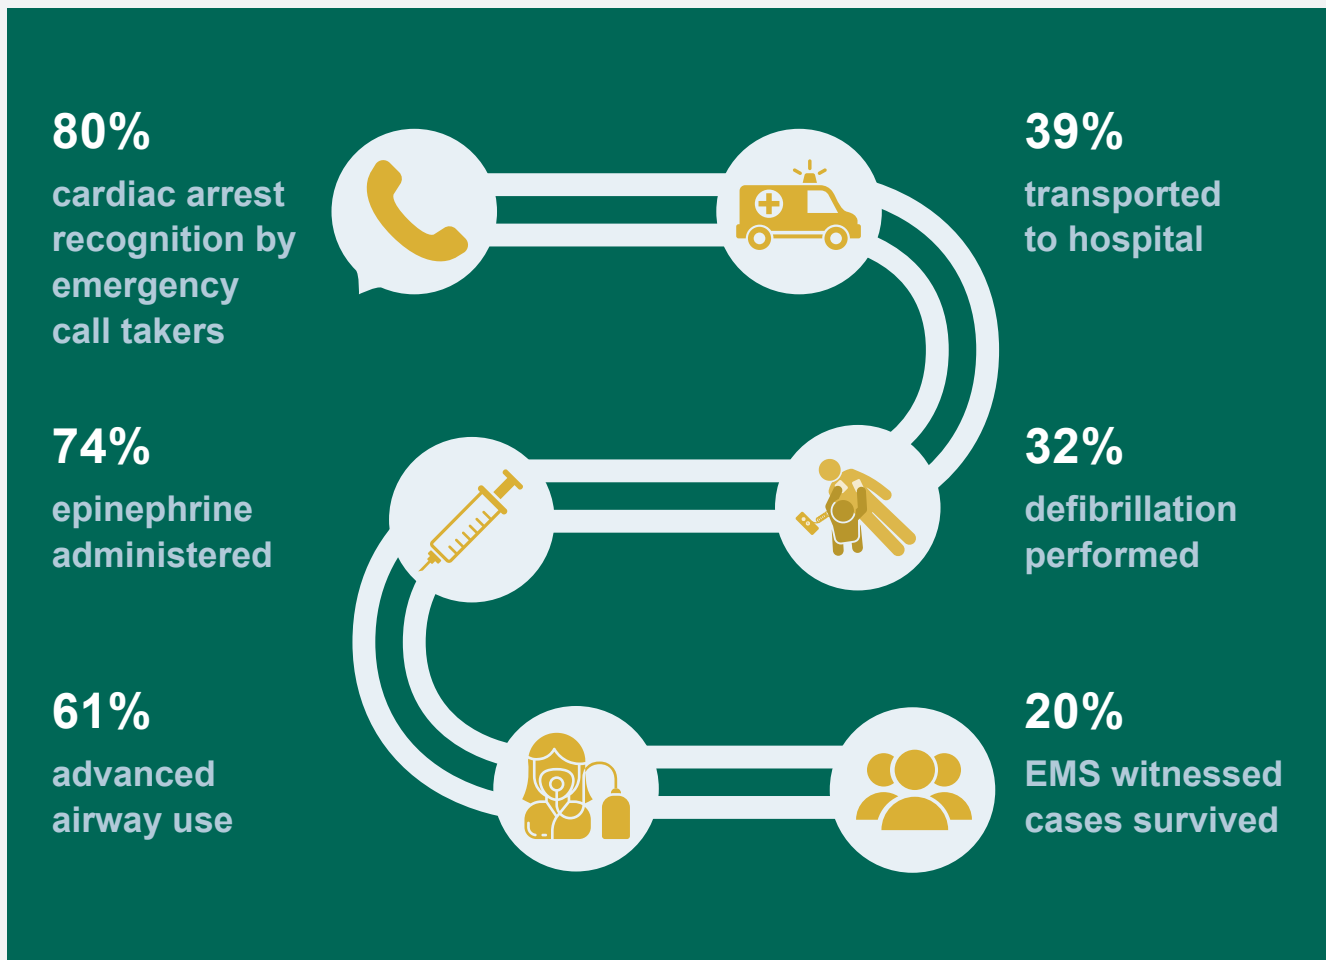 80%
cardiac arrest
recognition by
emergency
call takers
39%
transported
to hospital
74%
epinephrine
administered
32%
defibrillation
performed
61%
advanced
airway use
20%
EMS witnessed
cases survived